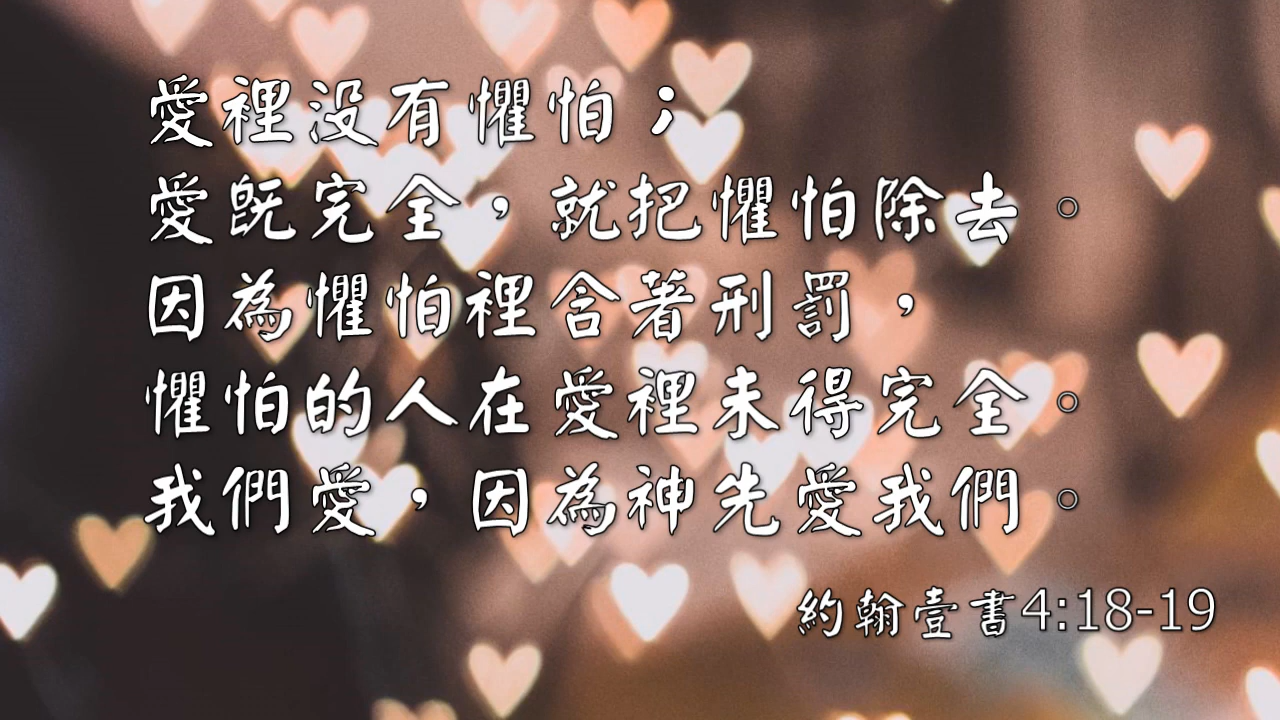 愛裡没有懼怕；
愛既完全，就把懼怕除去。
因為懼怕裡含著刑罰，
懼怕的人在愛裡未得完全。
我們愛，因為神先愛我們。
約翰壹書4:18-19